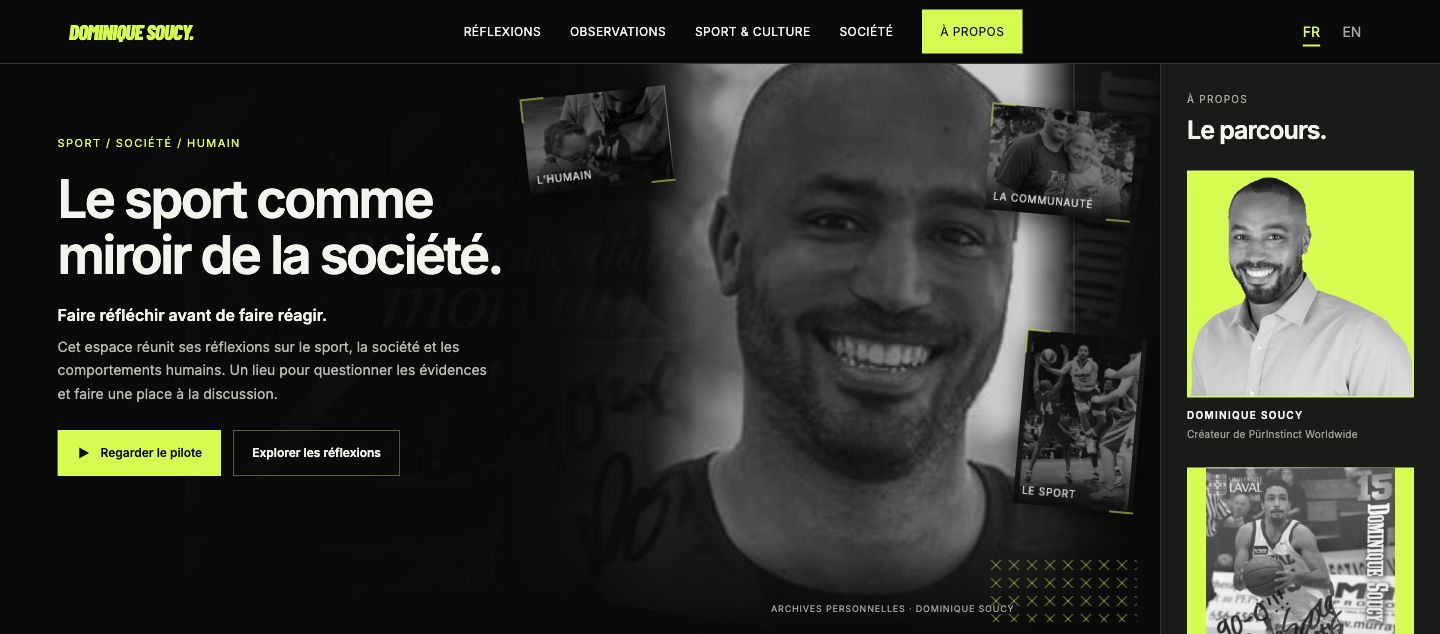 DOMINIQUE SOUCY.
RÉFLEXIONS
OBSERVATIONS
SPORT & CULTURE
SOCIÉTÉ
À PROPOS
FR
EN
SPORT / SOCIÉTÉ / HUMAIN
Le sport comme
miroir de la société.
Faire réfléchir avant de faire réagir.
Cet espace réunit ses réflexions sur le sport, la société et les
comportements humains. Un lieu pour questionner les évidences
et faire une place à la discussion.
Regarder le pilote
Explorer les réflexions
L'HUMAIN
LA COMMUNAUTÉ
LE SPORT
ARCHIVES PERSONNELLES · DOMINIQUE SOUCY
À PROPOS
Le parcours.
DOMINIQUE SOUCY
Créateur de PürInstinct Worldwide
UNIVERSITÉ
LAVAL
15
DOMINIQUE SOUCY